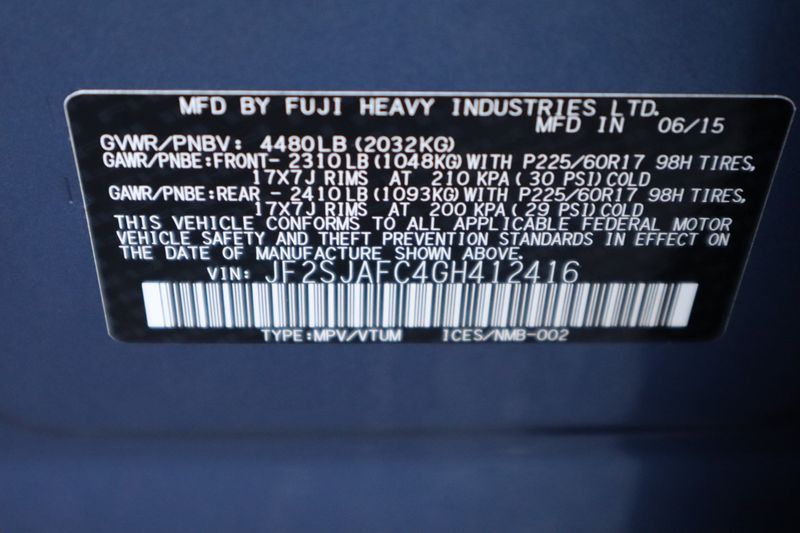 MFD BY FUJI HEAVY INDUSTRIES LTD.
MFD IN 06/15
GVWR/PNBV: 4480LB (2032KG)
GAWR/PNBE:FRONT- 2310LB(1048KG)WITH P225/60R17 98H TIRES,
17X7J RIMS AT 210 KPA(30 PSI)COLD
GAWR/PNBE:REAR - 2410LB(1093KG)WITH P225/60R17 98H TIRES,
17X7J RIMS AT 200 KPA(29 PSI)COLD
THIS VEHICLE CONFORMS TO ALL APPLICABLE FEDERAL MOTOR
VEHICLE SAFETY AND THEFT PREVENTION STANDARDS IN EFFECT ON
THE DATE OF MANUFACTURE SHOWN ABOVE.
VIN: JF2SJAFC4GH412416
TYPE:MPV/VTUM ICES/NMB-002